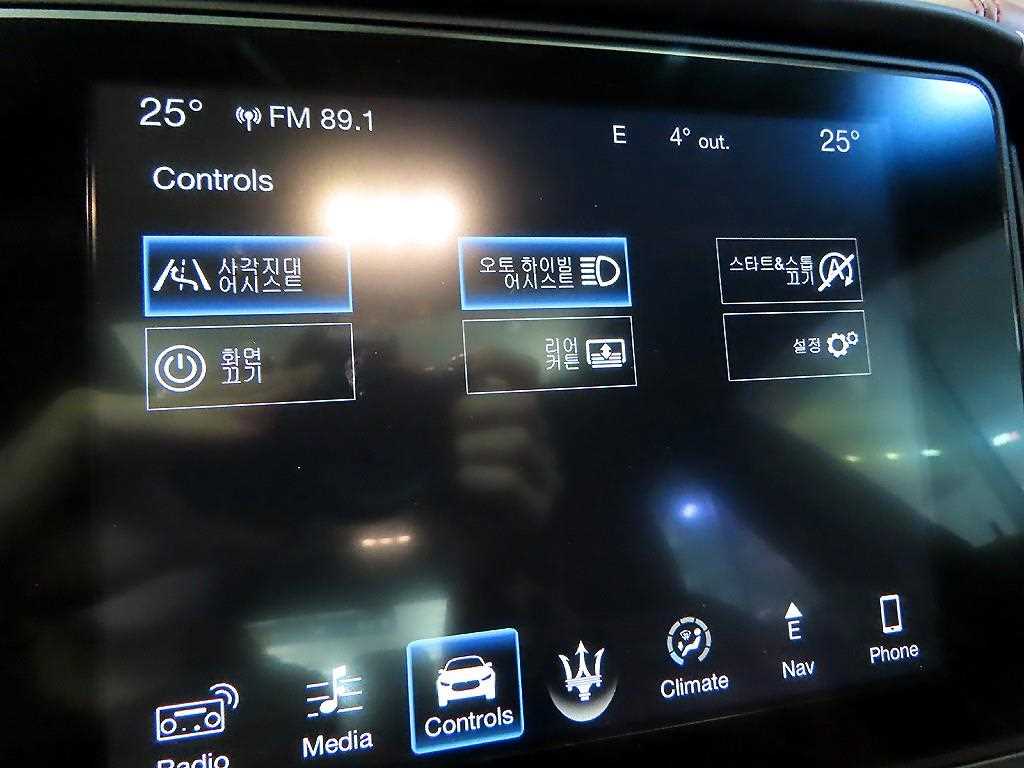 25° FM 89.1 E 4° out. 25°
Controls
사각지대
어시스트
오토 하이빔
어시스트
스타트&스톱
끄기
화면
끄기
리어
커튼
설정
Radio
Media
Controls
Climate
E
Nav
Phone